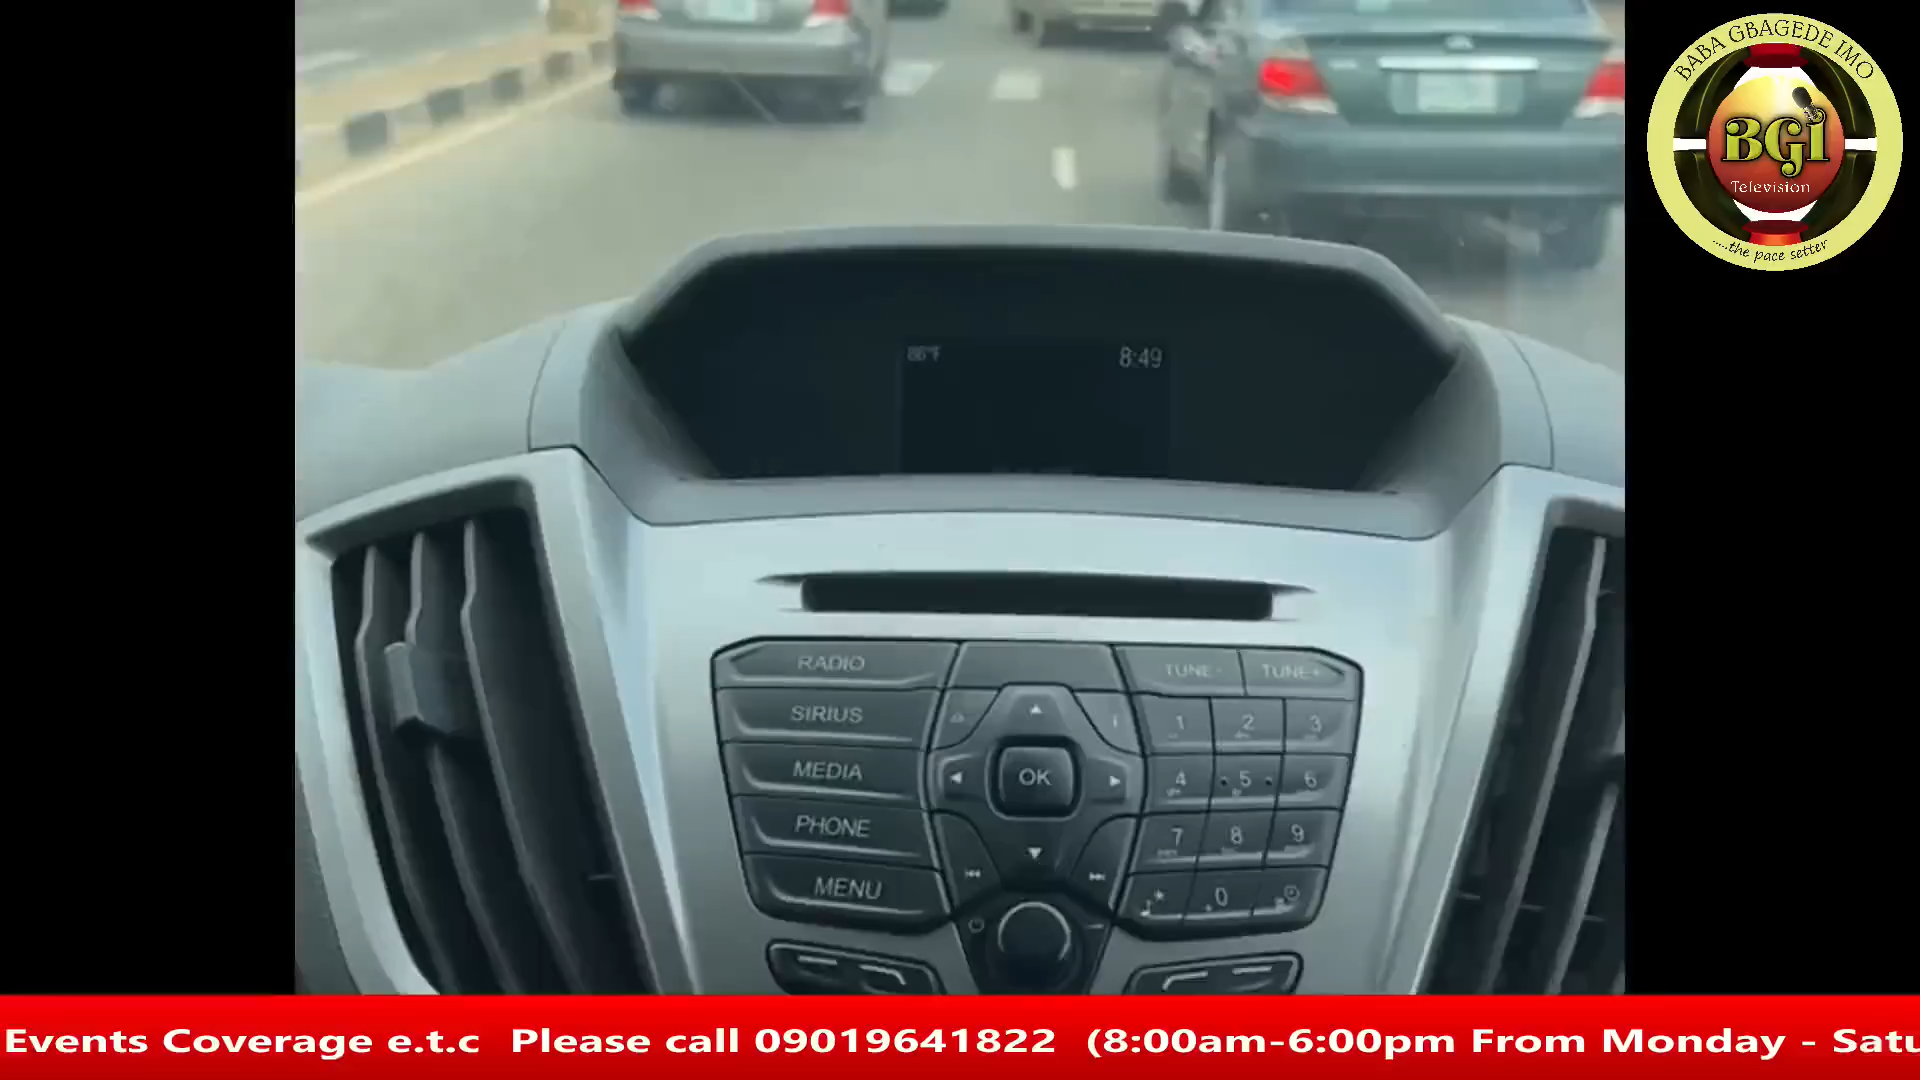 BABA GBAGEDE IMO
BGI
Television
.....the pace setter
86°F
8:49
RADIO
TUNE -
TUNE +
SIRIUS
1
2
3
MEDIA
OK
4
5
6
PHONE
7
8
9
MENU
*
0
Events Coverage e.t.c Please call 09019641822 (8:00am-6:00pm From Monday - Satu